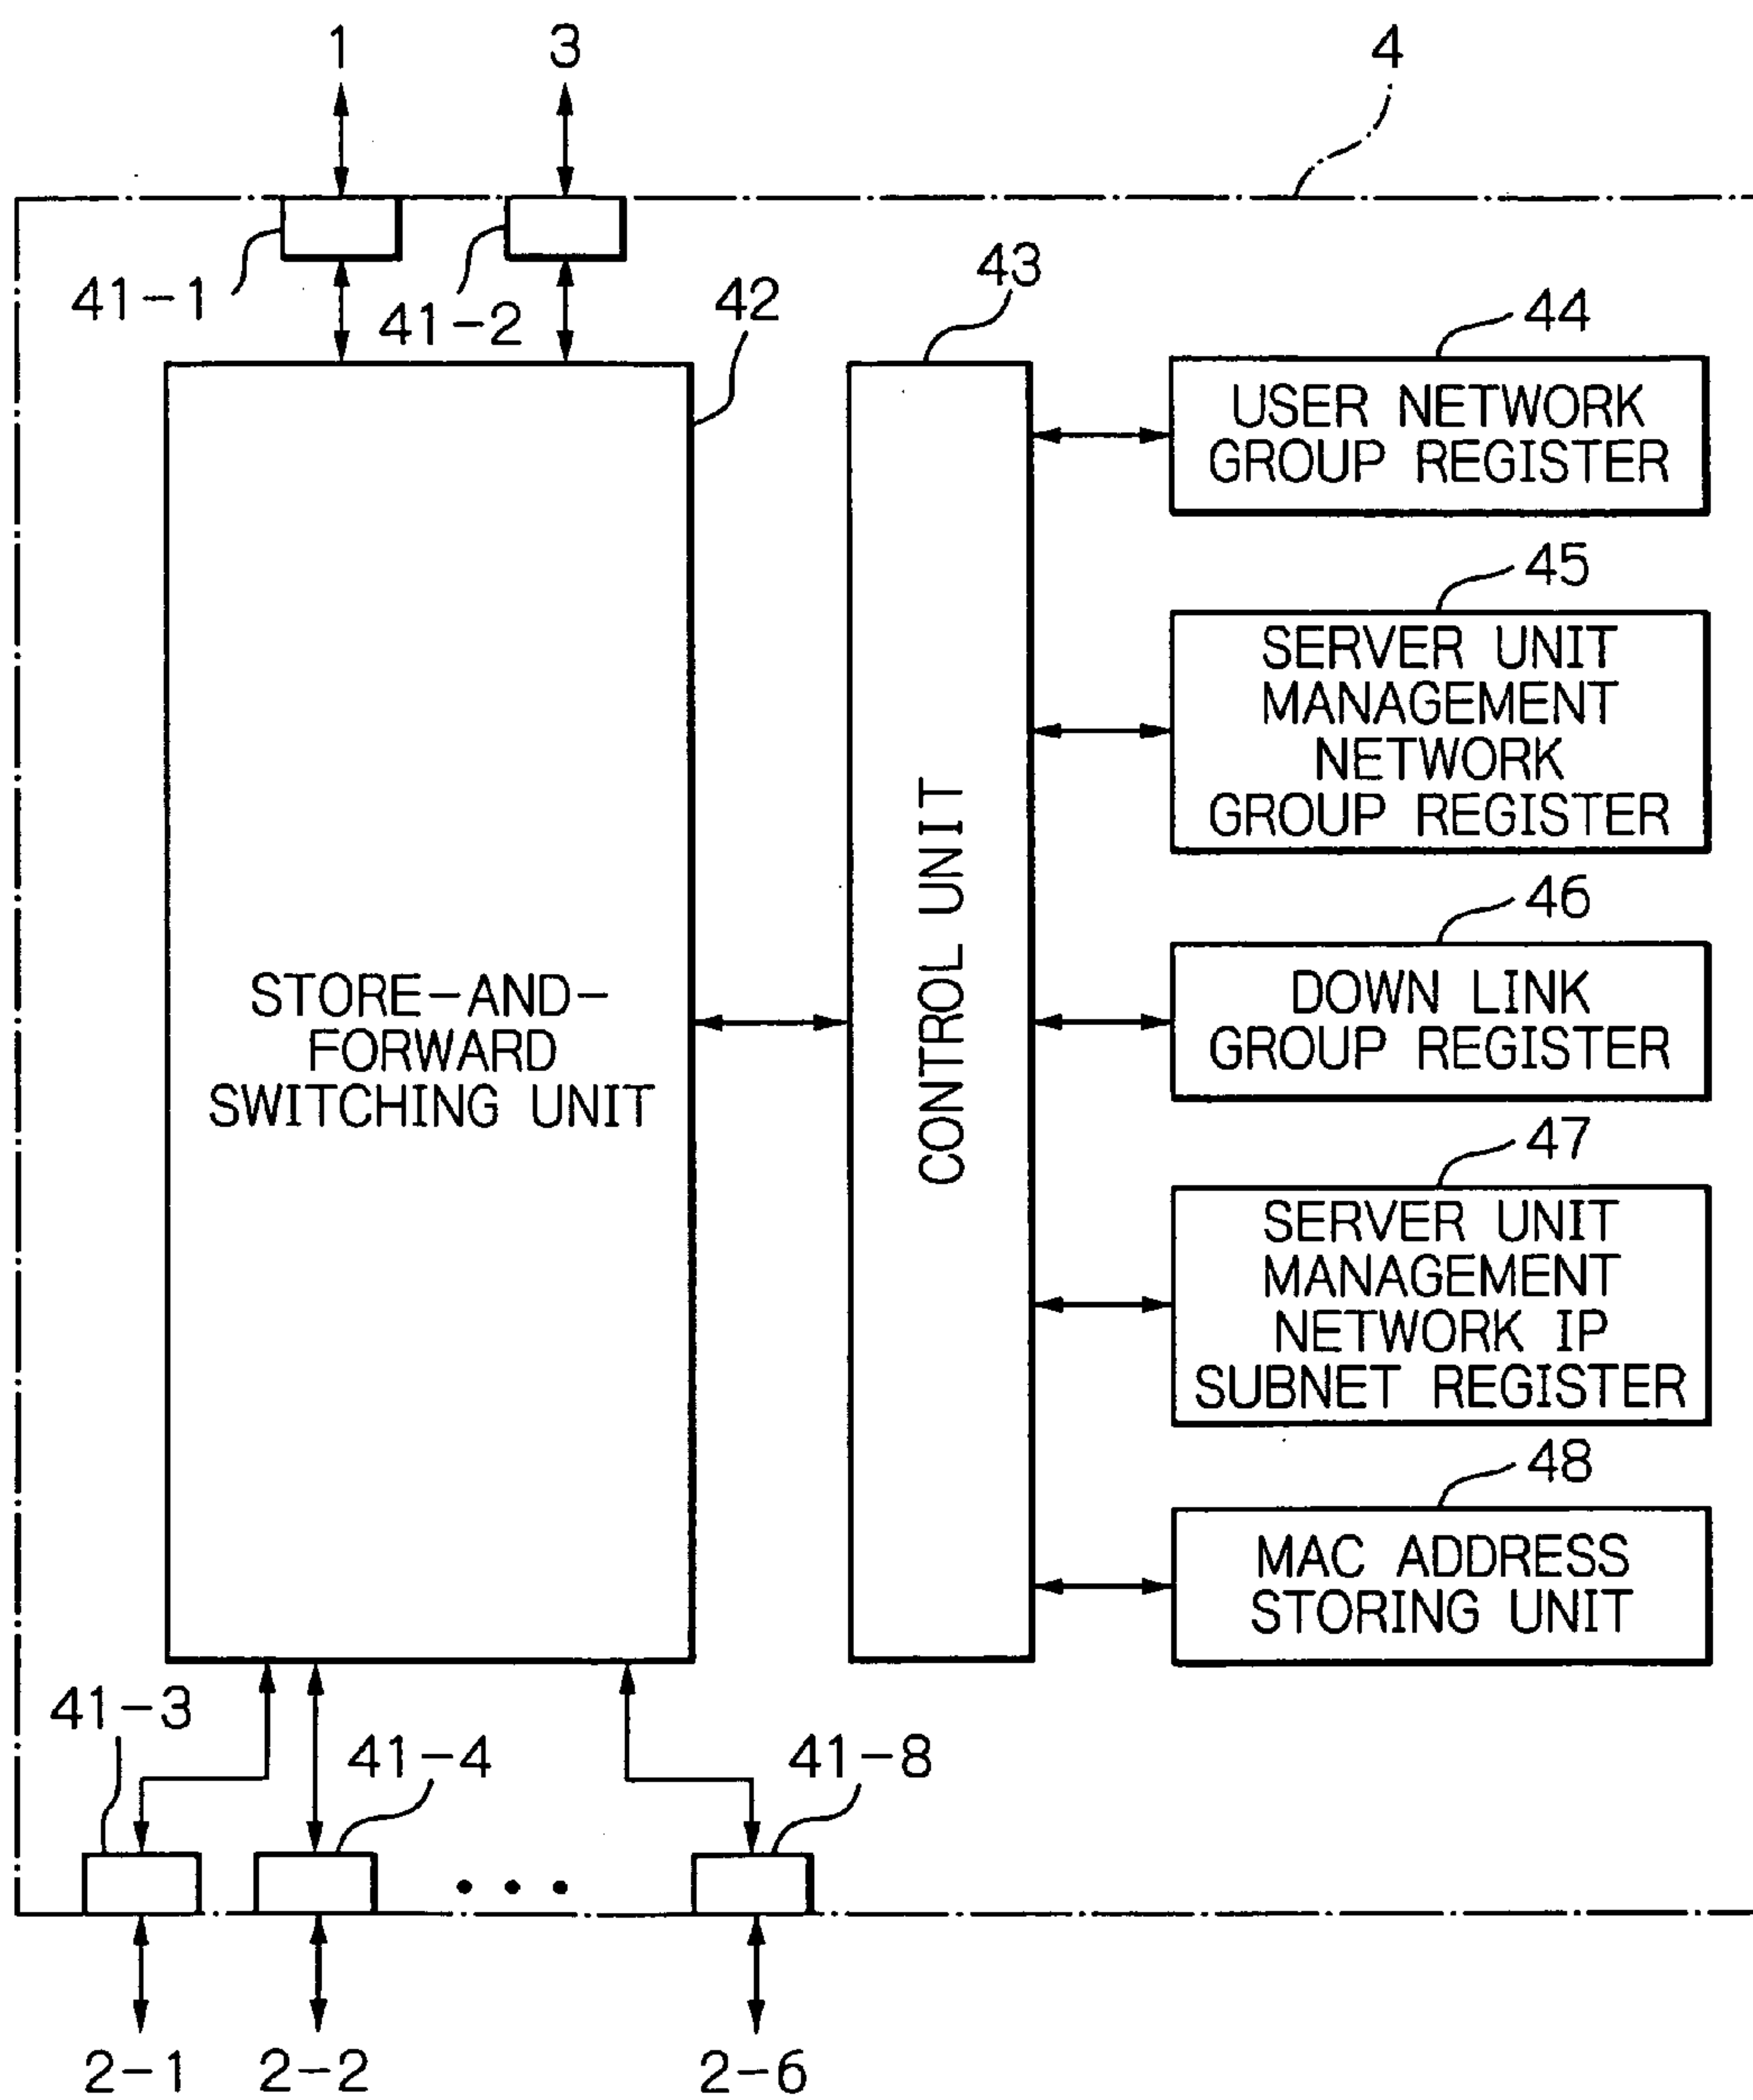 1
3
4
41-1
41-2
42
43
44
USER NETWORK
GROUP REGISTER
45
SERVER UNIT
MANAGEMENT
NETWORK
GROUP REGISTER
46
DOWN LINK
GROUP REGISTER
STORE-AND-
FORWARD
SWITCHING UNIT
CONTROL UNIT
47
SERVER UNIT
MANAGEMENT
NETWORK IP
SUBNET REGISTER
48
MAC ADDRESS
STORING UNIT
41-3
41-4
41-8
2-1
2-2
2-6